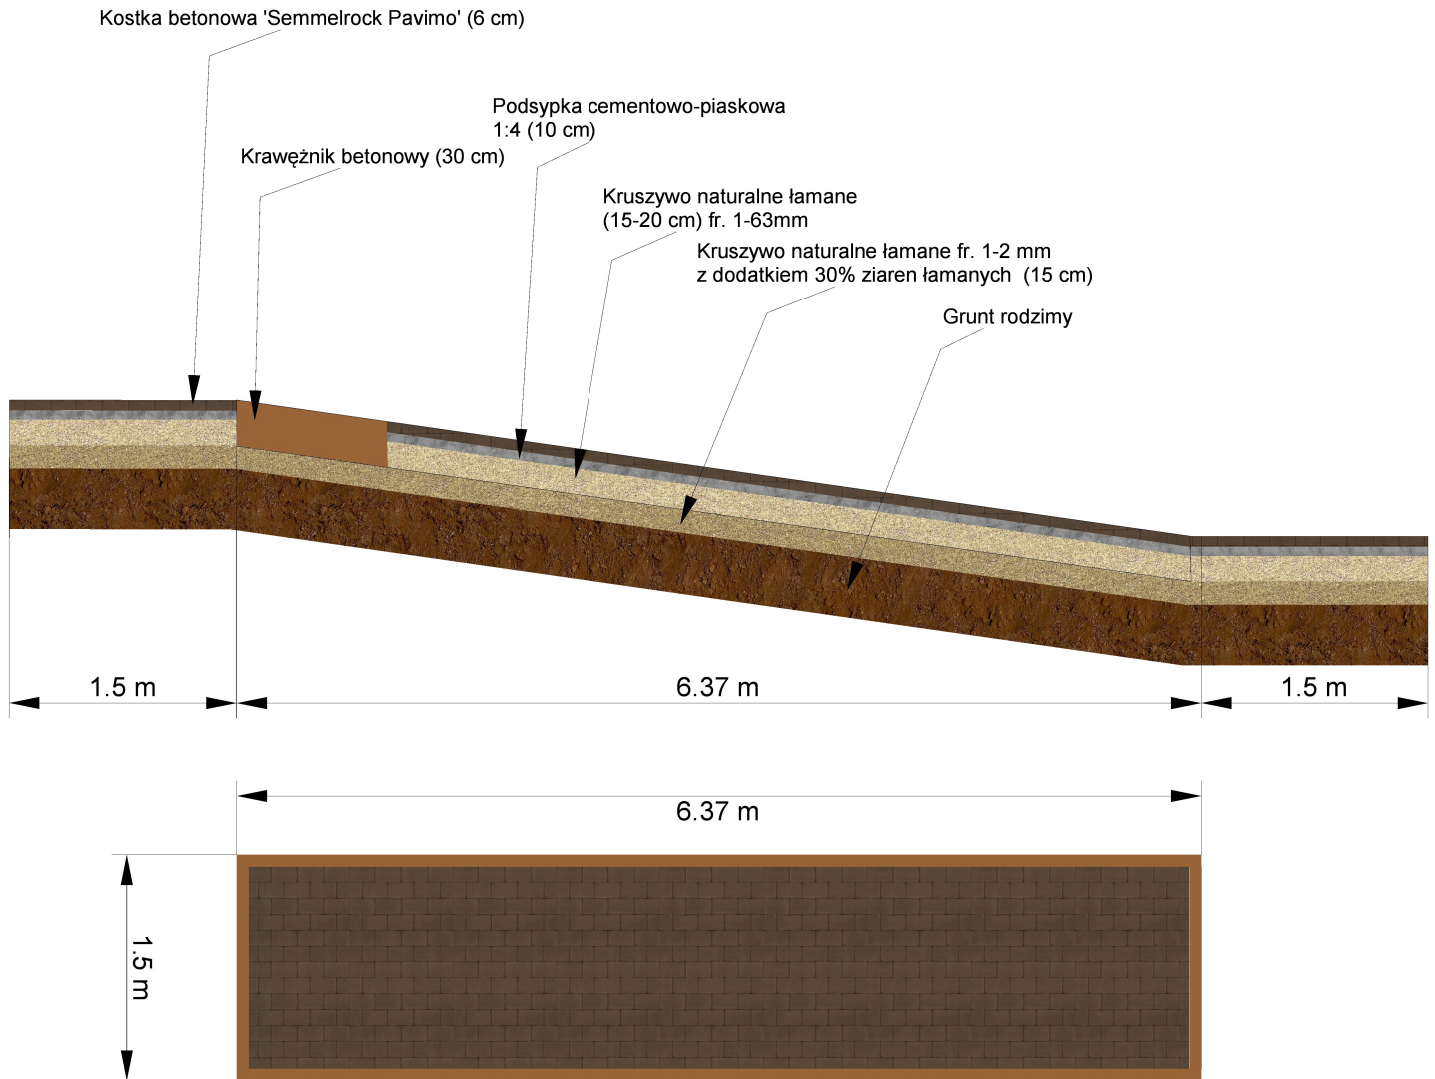 Kostka betonowa 'Semmelrock Pavimo' (6 cm)
Podsypka cementowo-piaskowa
1:4 (10 cm)
Krawężnik betonowy (30 cm)
Kruszywo naturalne łamane
(15-20 cm) fr. 1-63mm
Kruszywo naturalne łamane fr. 1-2 mm
z dodatkiem 30% ziaren łamanych (15 cm)
Grunt rodzimy
1.5 m
6.37 m
1.5 m
6.37 m
1.5 m